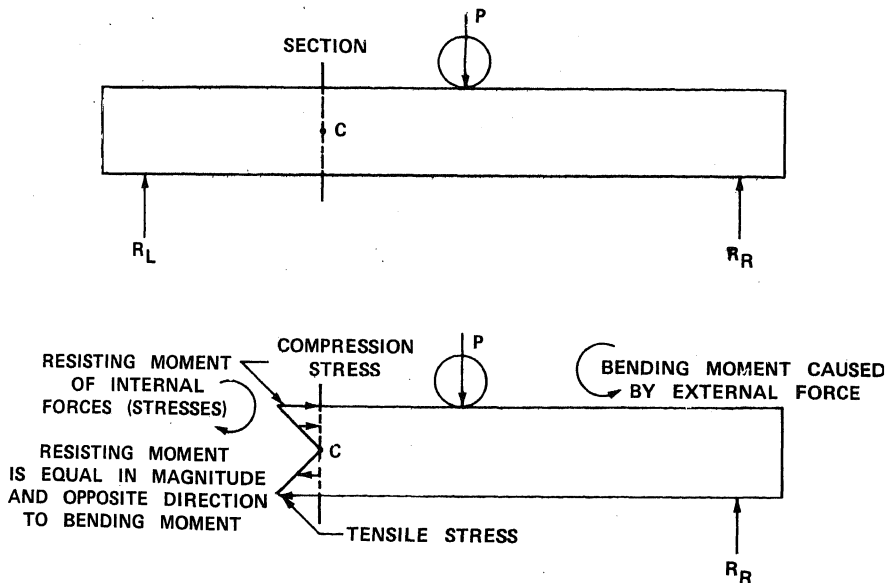 P
SECTION
C
R_L
R_R
RESISTING MOMENT
OF INTERNAL
FORCES (STRESSES)
COMPRESSION
STRESS
P
BENDING MOMENT CAUSED
BY EXTERNAL FORCE
C
RESISTING MOMENT
IS EQUAL IN MAGNITUDE
AND OPPOSITE DIRECTION
TO BENDING MOMENT
TENSILE STRESS
R_R